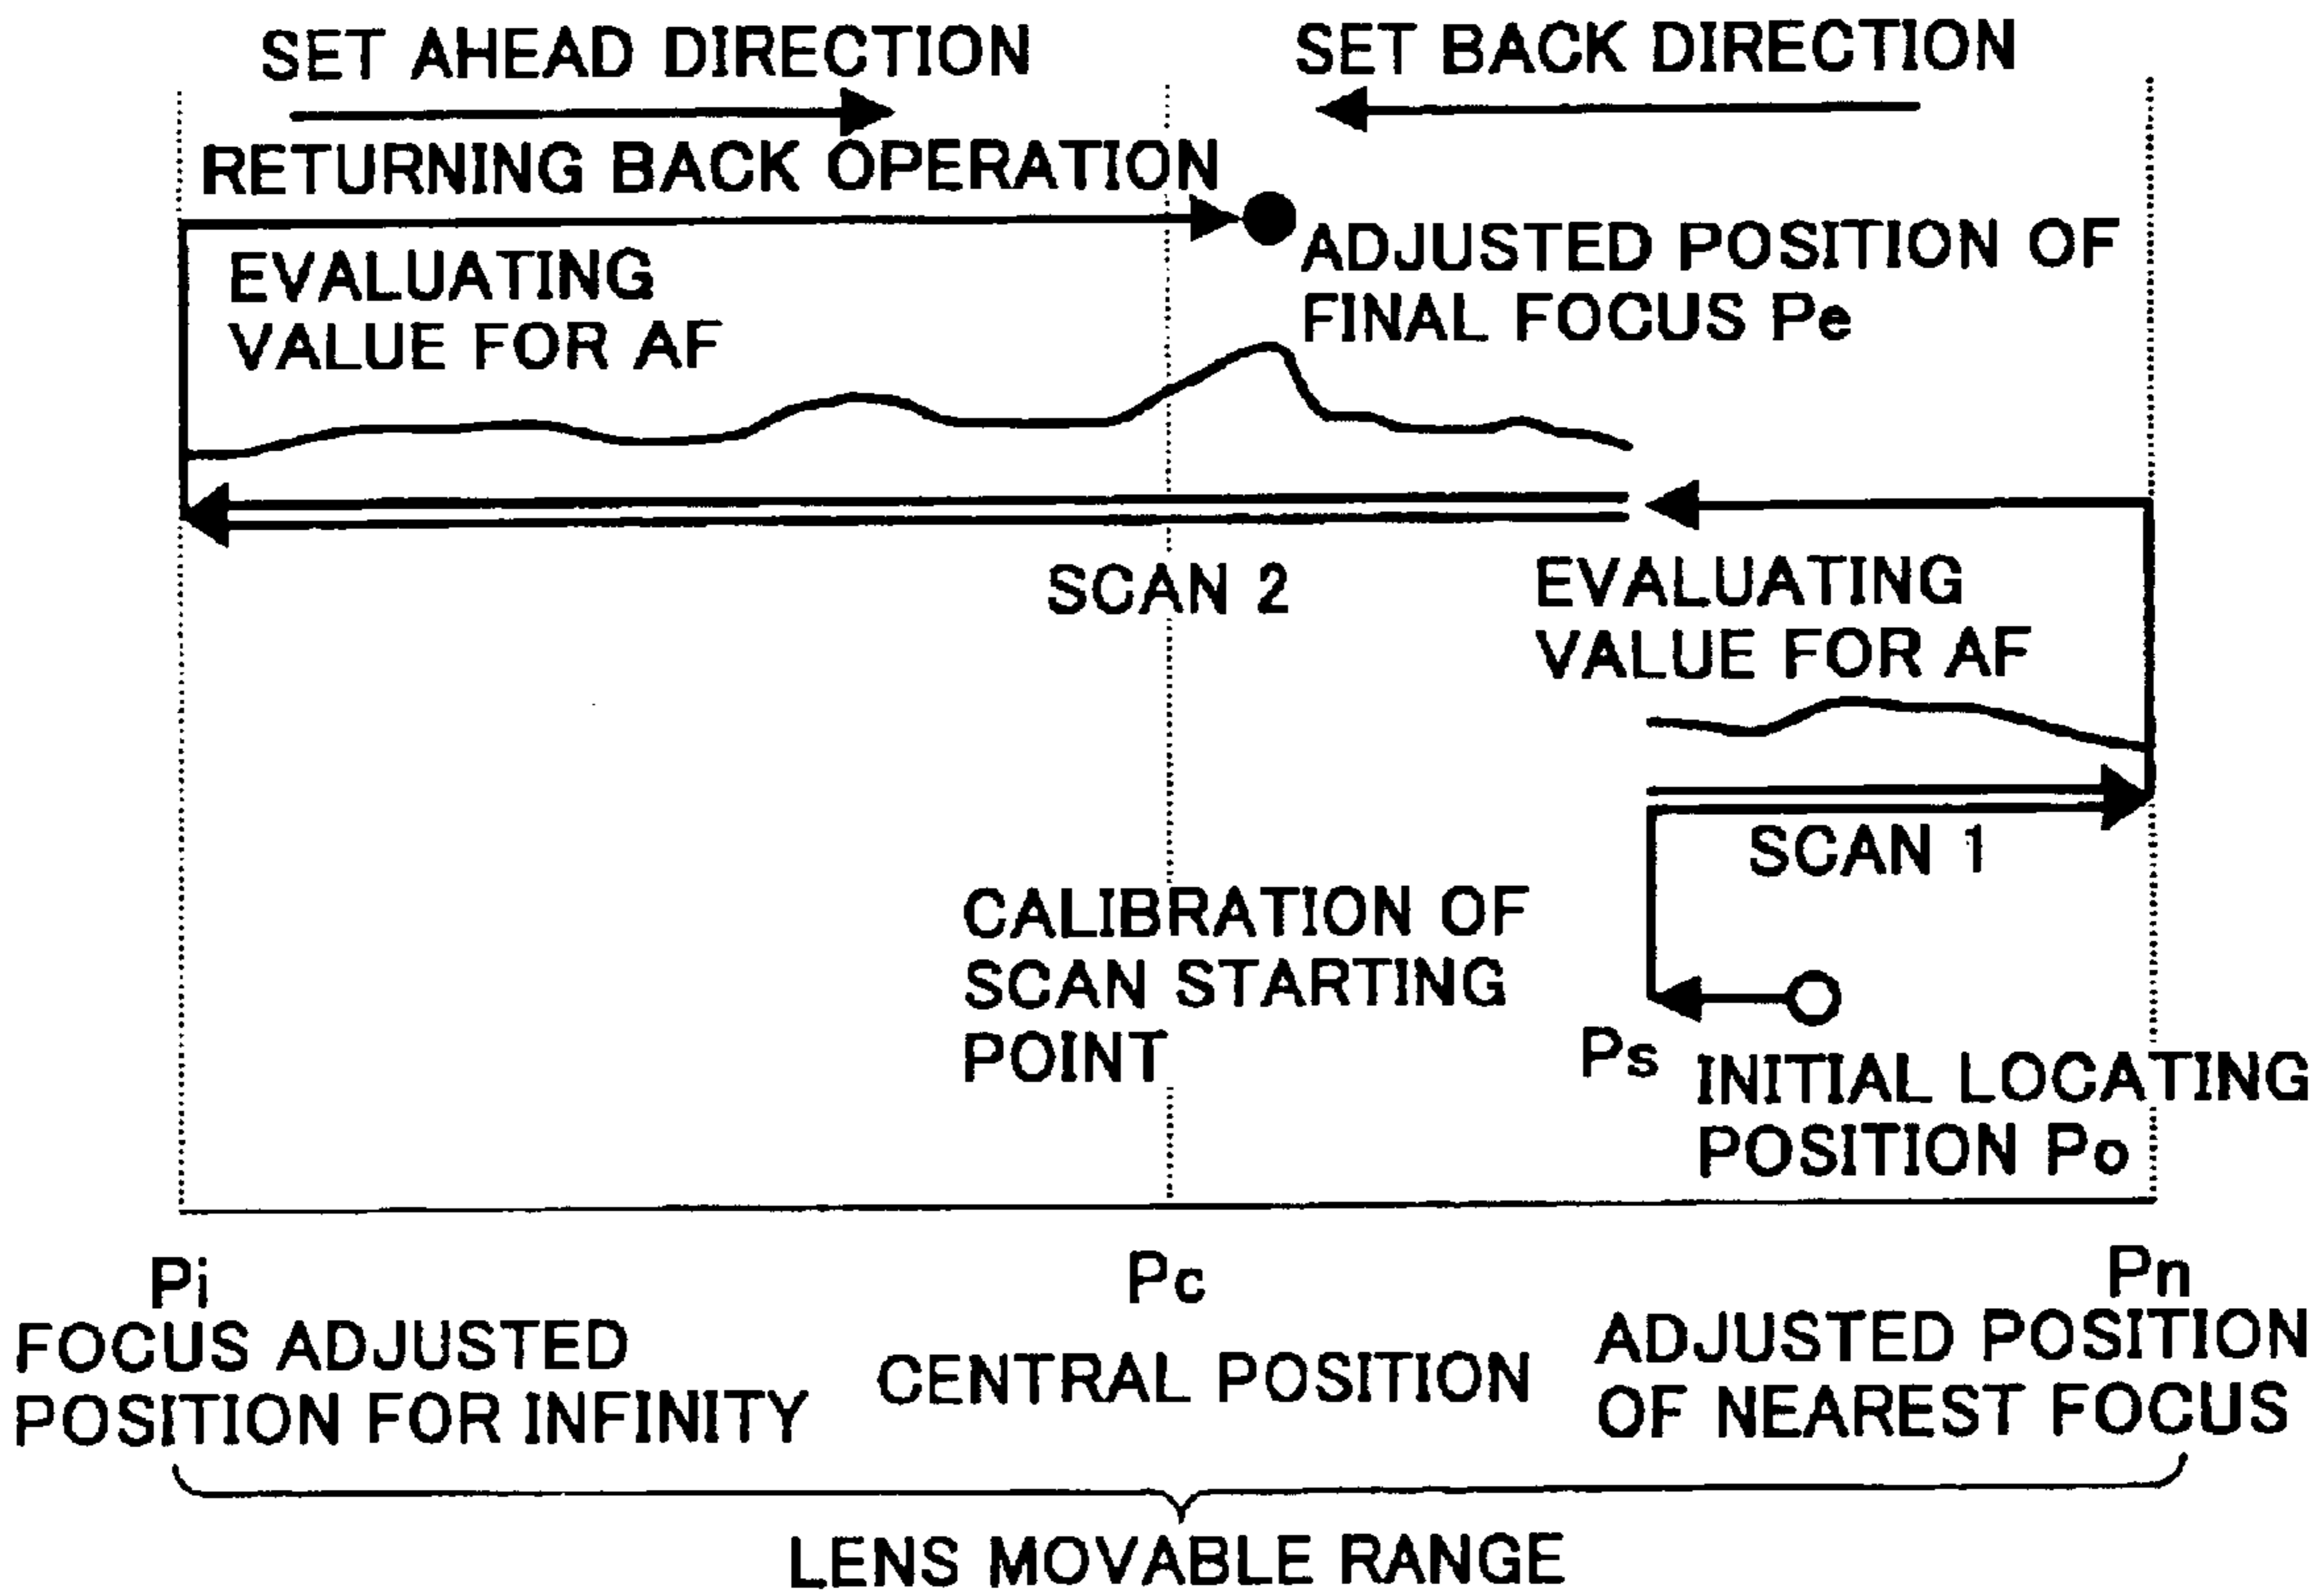 SET AHEAD DIRECTION
SET BACK DIRECTION
RETURNING BACK OPERATION
EVALUATING
VALUE FOR AF
ADJUSTED POSITION OF
FINAL FOCUS Pe
SCAN 2
EVALUATING
VALUE FOR AF
SCAN 1
CALIBRATION OF
SCAN STARTING
POINT
Ps
INITIAL LOCATING
POSITION Po
Pi
FOCUS ADJUSTED
POSITION FOR INFINITY
Pc
CENTRAL POSITION
Pn
ADJUSTED POSITION
OF NEAREST FOCUS
LENS MOVABLE RANGE